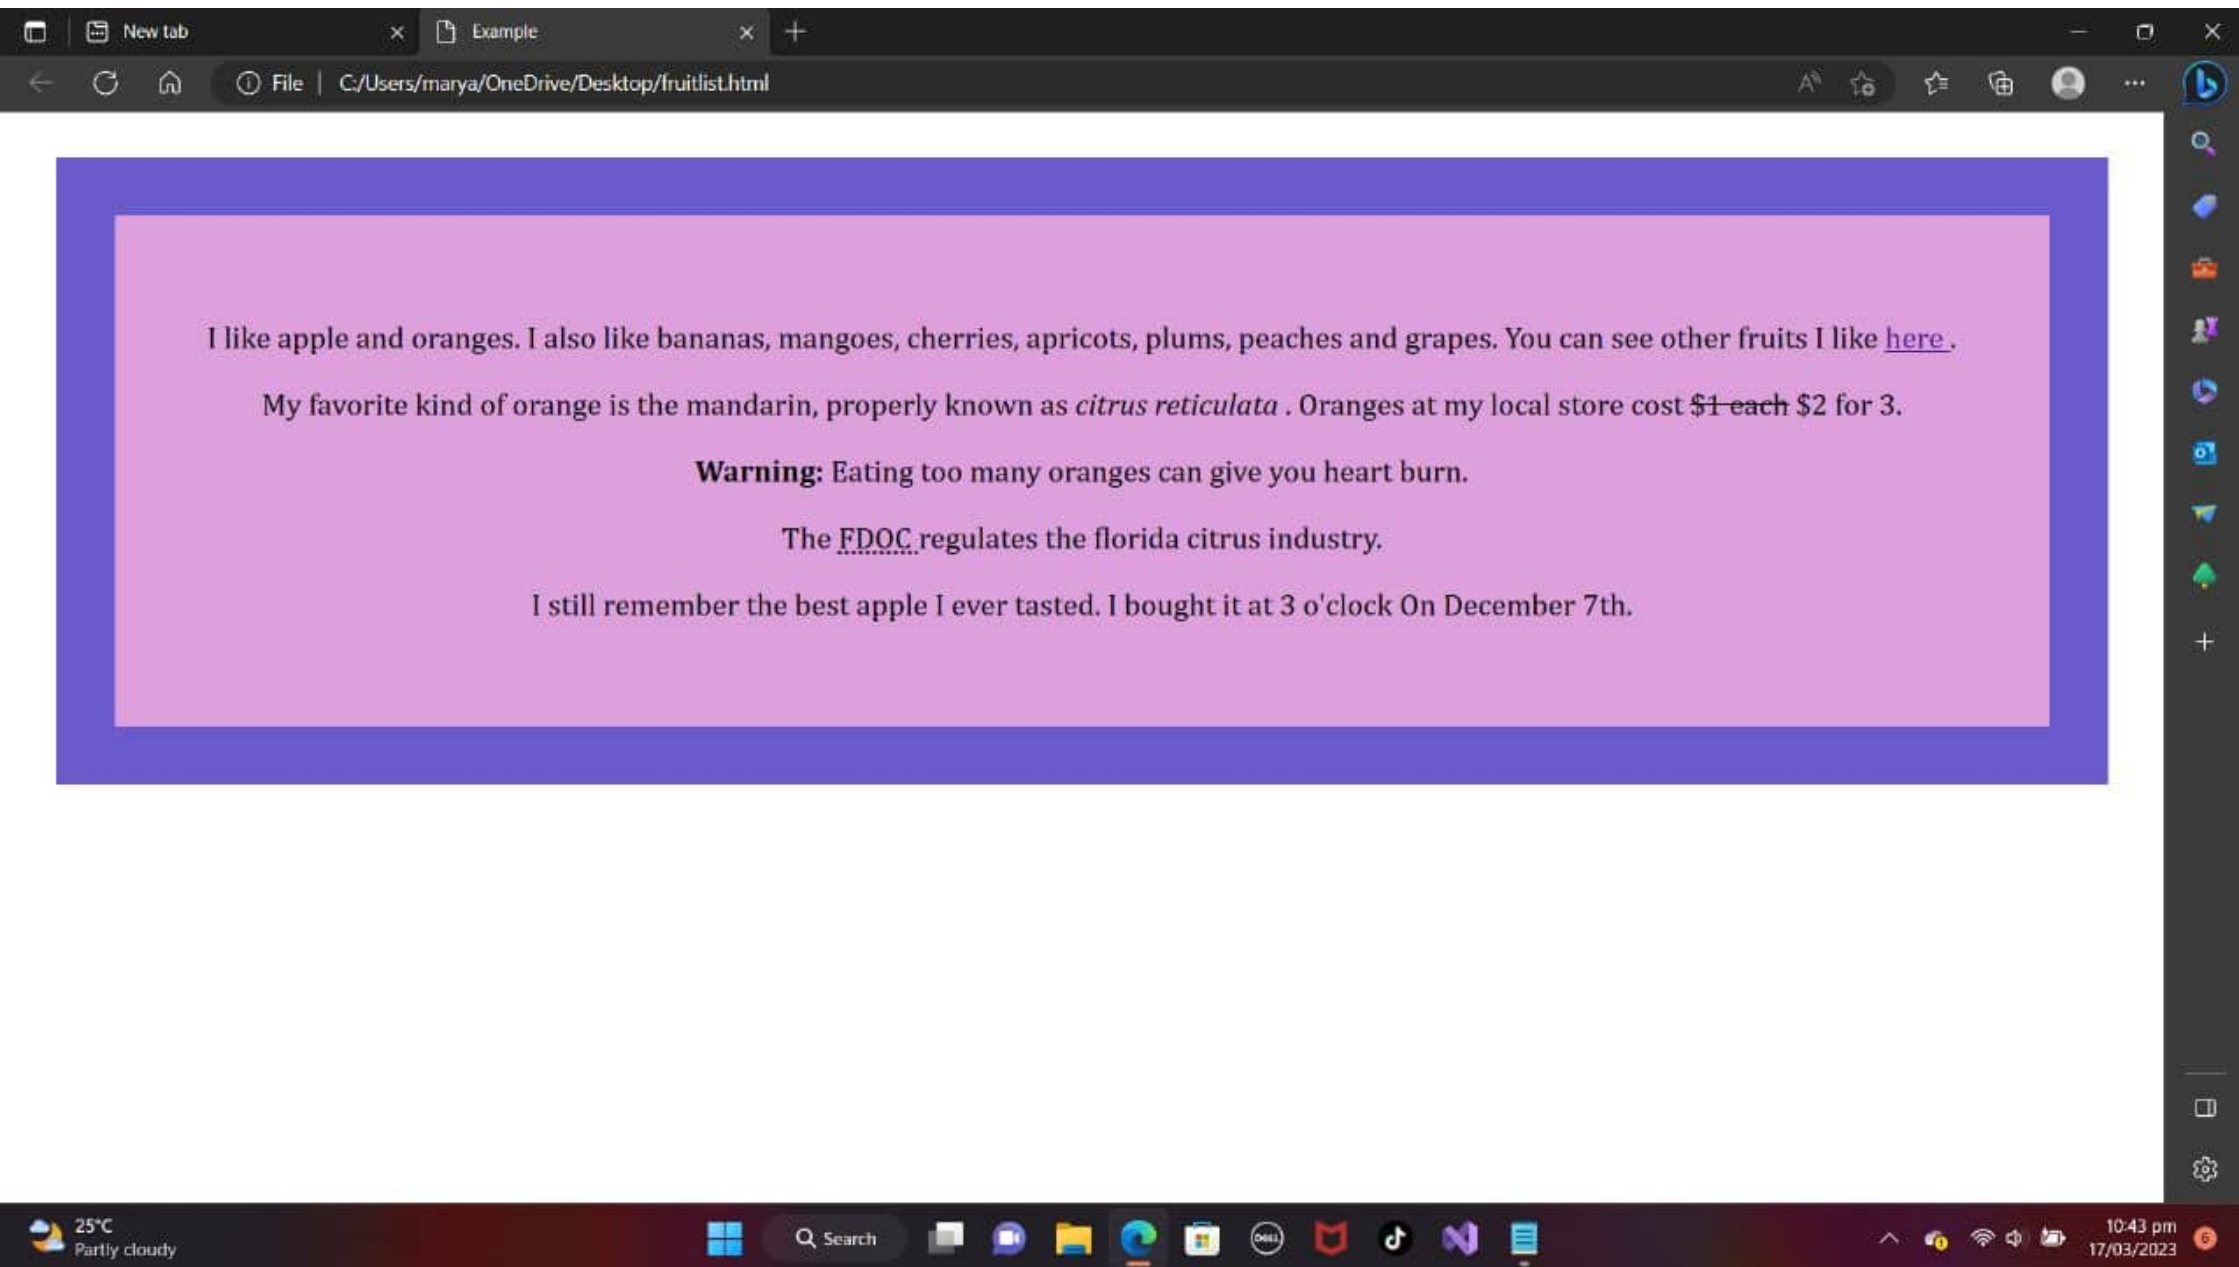 New tab
Example
File
C:/Users/marya/OneDrive/Desktop/fruitlist.html
I like apple and oranges. I also like bananas, mangoes, cherries, apricots, plums, peaches and grapes. You can see other fruits I like here .
My favorite kind of orange is the mandarin, properly known as citrus reticulata . Oranges at my local store cost $1 each $2 for 3.
Warning: Eating too many oranges can give you heart burn.
The FDOC regulates the florida citrus industry.
I still remember the best apple I ever tasted. I bought it at 3 o'clock On December 7th.
25°C
Partly cloudy
Search
DELL
10:43 pm
17/03/2023
6